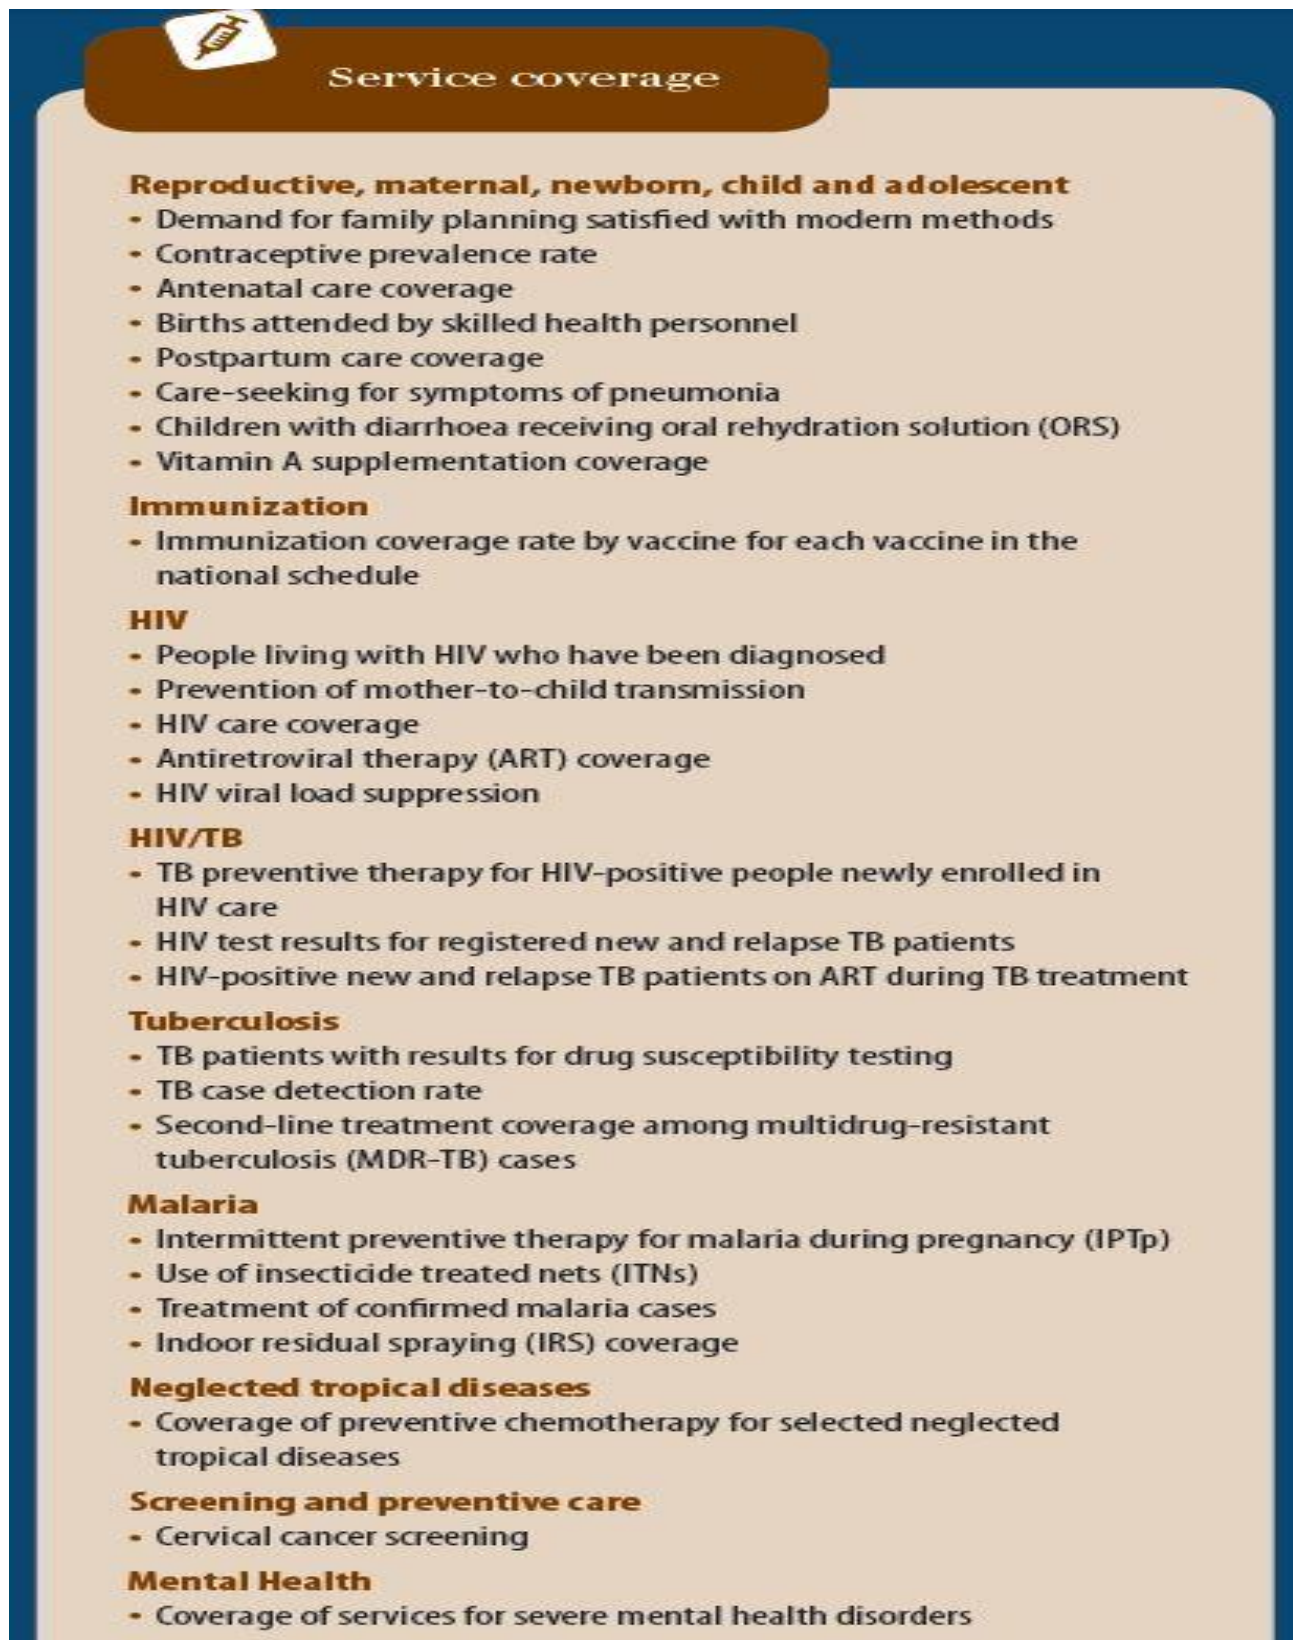 Service coverage
Reproductive, maternal, newborn, child and adolescent
• Demand for family planning satisfied with modern methods
• Contraceptive prevalence rate
• Antenatal care coverage
• Births attended by skilled health personnel
• Postpartum care coverage
• Care-seeking for symptoms of pneumonia
• Children with diarrhoea receiving oral rehydration solution (ORS)
• Vitamin A supplementation coverage
Immunization
• Immunization coverage rate by vaccine for each vaccine in the
national schedule
HIV
• People living with HIV who have been diagnosed
• Prevention of mother-to-child transmission
• HIV care coverage
• Antiretroviral therapy (ART) coverage
• HIV viral load suppression
HIV/TB
• TB preventive therapy for HIV-positive people newly enrolled in
HIV care
• HIV test results for registered new and relapse TB patients
• HIV-positive new and relapse TB patients on ART during TB treatment
Tuberculosis
• TB patients with results for drug susceptibility testing
• TB case detection rate
• Second-line treatment coverage among multidrug-resistant
tuberculosis (MDR-TB) cases
Malaria
• Intermittent preventive therapy for malaria during pregnancy (IPTp)
• Use of insecticide treated nets (ITNs)
• Treatment of confirmed malaria cases
• Indoor residual spraying (IRS) coverage
Neglected tropical diseases
• Coverage of preventive chemotherapy for selected neglected
tropical diseases
Screening and preventive care
• Cervical cancer screening
Mental Health
• Coverage of services for severe mental health disorders